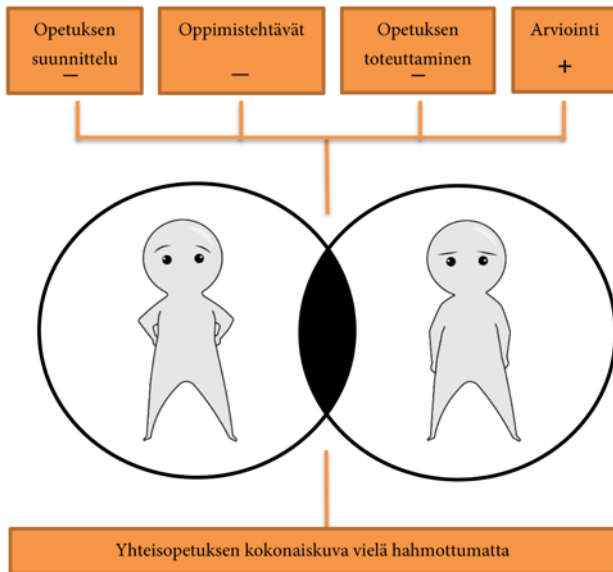 Opetuksen
suunnittelu
–
Oppimistehtävät
–
Opetuksen
toteuttaminen
–
Arviointi
+
Yhteisopetuksen kokonaiskuva vielä hahmottumatta